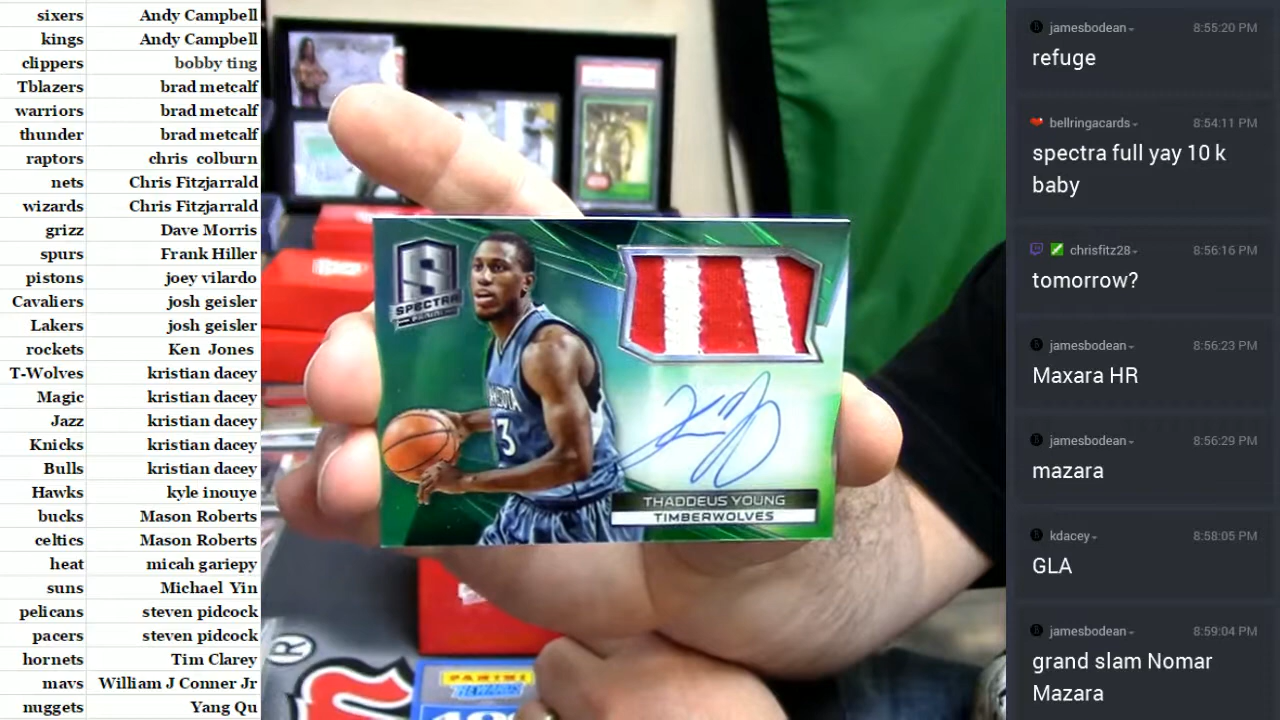 sixers Andy Campbell
kings Andy Campbell
clippers bobby ting
Tblazers brad metcalf
warriors brad metcalf
thunder brad metcalf
raptors chris colburn
nets Chris Fitzjarrald
wizards Chris Fitzjarrald
grizz Dave Morris
spurs Frank Hiller
pistons joey vilardo
Cavaliers josh geisler
Lakers josh geisler
rockets Ken Jones
T-Wolves kristian dacey
Magic kristian dacey
Jazz kristian dacey
Knicks kristian dacey
Bulls kristian dacey
Hawks kyle inouye
bucks Mason Roberts
celtics Mason Roberts
heat micah gariepy
suns Michael Yin
pelicans steven pidcock
pacers steven pidcock
hornets Tim Clarey
mavs William J Conner Jr
nuggets Yang Qu
S
SPECTRA
PANINI
13
THADDEUS YOUNG
TIMBERWOLVES
®
PANINI
REWARDS
jamesbodean 8:55:20 PM
refuge
bellringacards 8:54:11 PM
spectra full yay 10 k
baby
chrisfitz28 8:56:16 PM
tomorrow?
jamesbodean 8:56:23 PM
Maxara HR
jamesbodean 8:56:29 PM
mazara
kdacey 8:58:05 PM
GLA
jamesbodean 8:59:04 PM
grand slam Nomar
Mazara